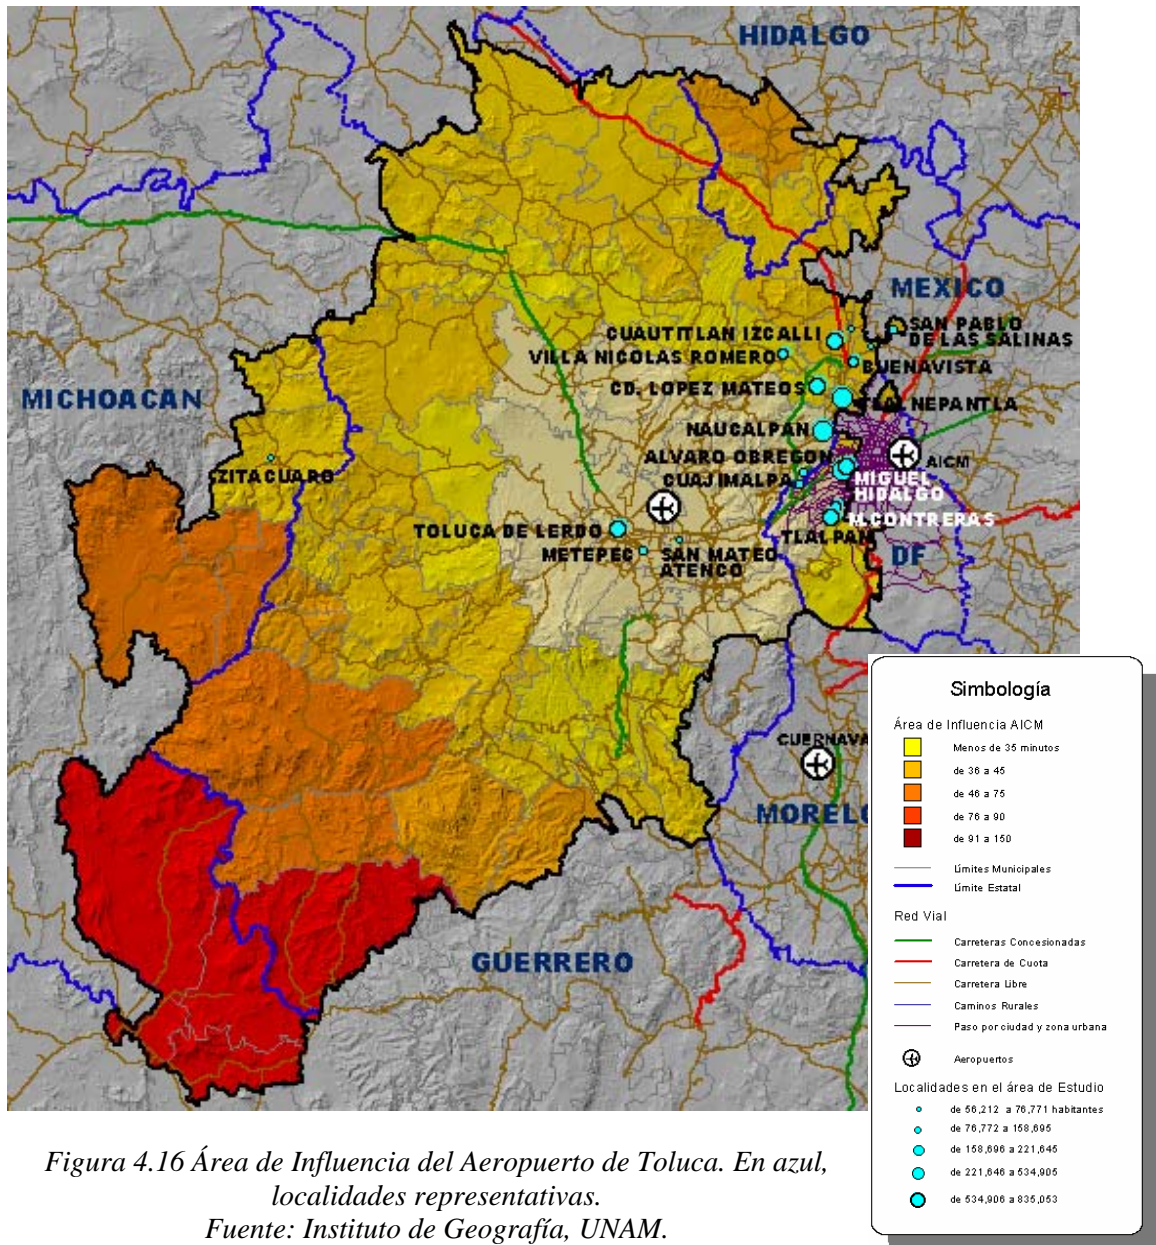 HIDALGO
MEXICO
SAN PABLO
DE LAS SALINAS
CUAUTITLAN IZCALLI
VILLA NICOLAS ROMERO
BUENAVISTA
CD. LOPEZ MATEOS
TLALNEPANTLA
MICHOACAN
NAUCALPAN
ALVARO OBREGON
AICM
CUAJIMALPA
MIGUEL
HIDALGO
ZITACUARO
M.CONTRERAS
TOLUCA DE LERDO
TLALPAM
METEPEC
SAN MATEO
ATENCO
DF
CUERNAVA
MORELO
GUERRERO
Simbología
Área de Influencia AICM
Menos de 35 minutos
de 36 a 45
de 46 a 75
de 76 a 90
de 91 a 150
Límites Municipales
Límite Estatal
Red Vial
Carreteras Concesionadas
Carretera de Cuota
Carretera Libre
Caminos Rurales
Paso por ciudad y zona urbana
Aeropuertos
Localidades en el área de Estudio
de 56,212 a 76,771 habitantes
de 76,772 a 158,695
de 158,696 a 221,645
de 221,646 a 534,905
de 534,906 a 835,053
Figura 4.16 Área de Influencia del Aeropuerto de Toluca. En azul,
localidades representativas.
Fuente: Instituto de Geografía, UNAM.